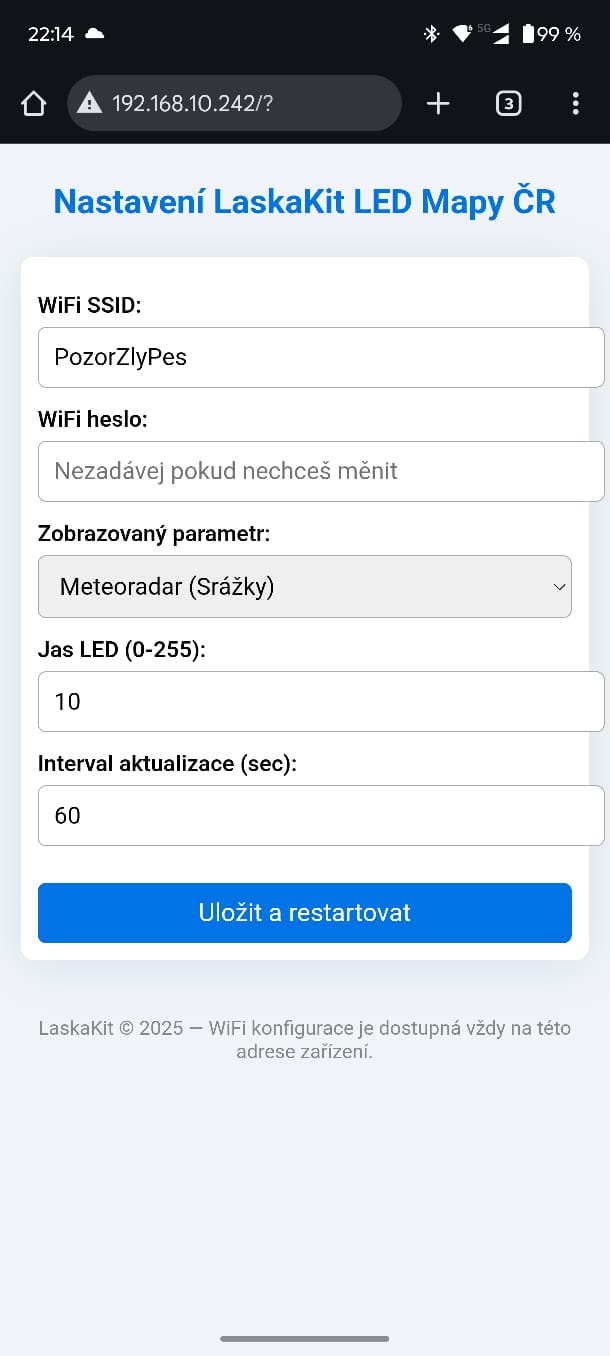 22:14
5G 99 %
192.168.10.242/?
3
Nastavení LaskaKit LED Mapy ČR
WiFi SSID:
PozorZlyPes
WiFi heslo:
Nezadávej pokud nechceš měnit
Zobrazovaný parametr:
Meteoradar (Srážky)
Jas LED (0-255):
10
Interval aktualizace (sec):
60
Uložit a restartovat
LaskaKit © 2025 — WiFi konfigurace je dostupná vždy na této
adrese zařízení.